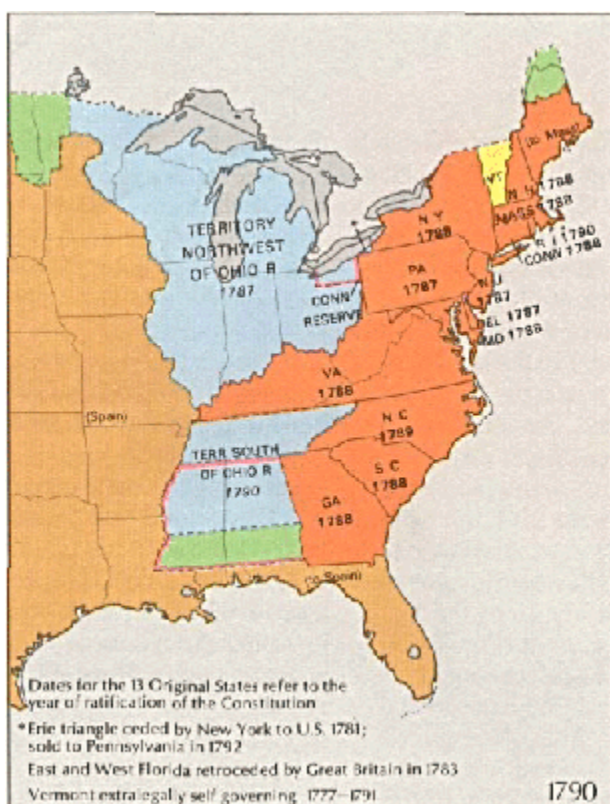 (to Mass)
VT
N H 1788
N Y
1788
MASS 1788
R I 1790
CONN 1788
TERRITORY
NORTHWEST
OF OHIO R
1787
PA
1787
N J
1787
CONN
RESERVE
DEL 1787
MD 1788
VA
1788
(Spain)
N C
1789
TERR SOUTH
OF OHIO R
1790
S C
1788
GA
1788
(to Spain)
Dates for the 13 Original States refer to the
year of ratification of the Constitution
*Erie triangle ceded by New York to U.S. 1781;
sold to Pennsylvania in 1792
East and West Florida retroceded by Great Britain in 1783
Vermont extralegally self governing 1777–1791
1790